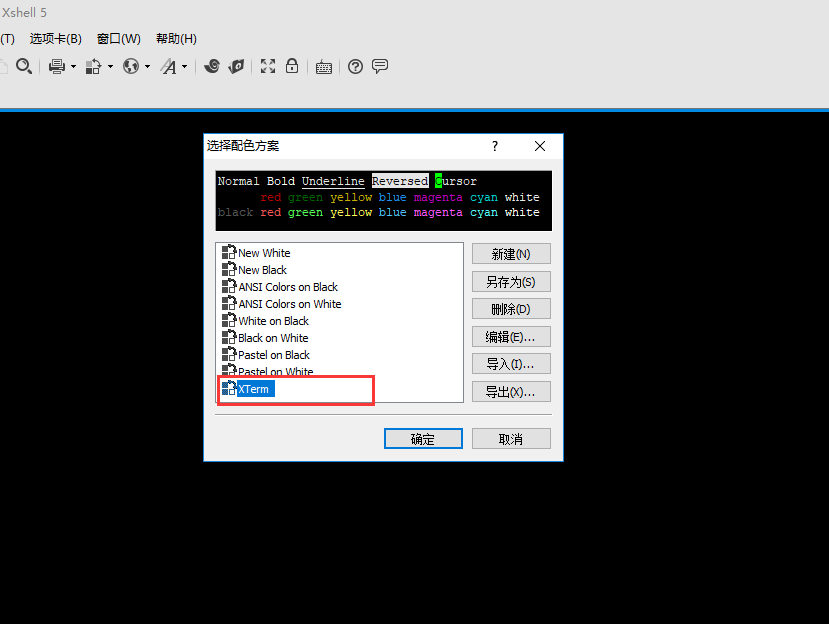 Xshell 5
(T) 选项卡(B) 窗口(W) 帮助(H)
选择配色方案
Normal Bold Underline Reversed Cursor
red green yellow blue magenta cyan white
black red green yellow blue magenta cyan white
New White
New Black
ANSI Colors on Black
ANSI Colors on White
White on Black
Black on White
Pastel on Black
Pastel on White
XTerm
新建(N)
另存为(S)
删除(D)
编辑(E)...
导入(I)...
导出(X)...
确定 取消